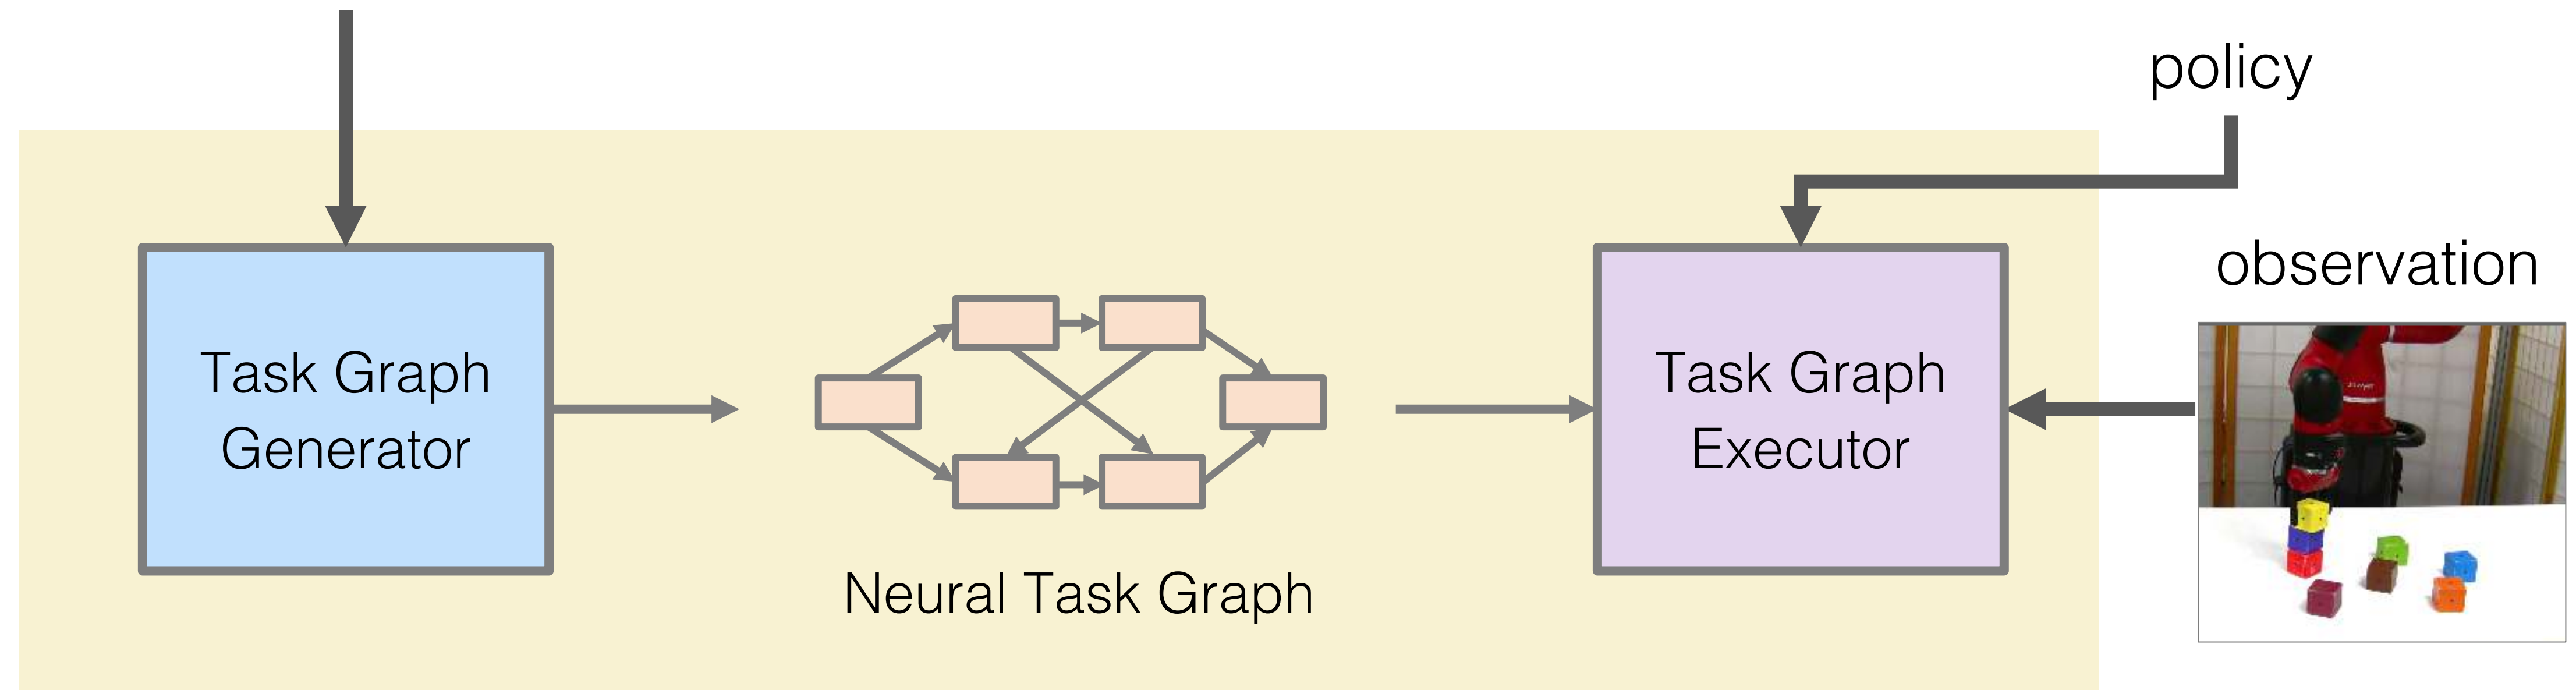 policy
observation
Task Graph
Generator
Neural Task Graph
Task Graph
Executor